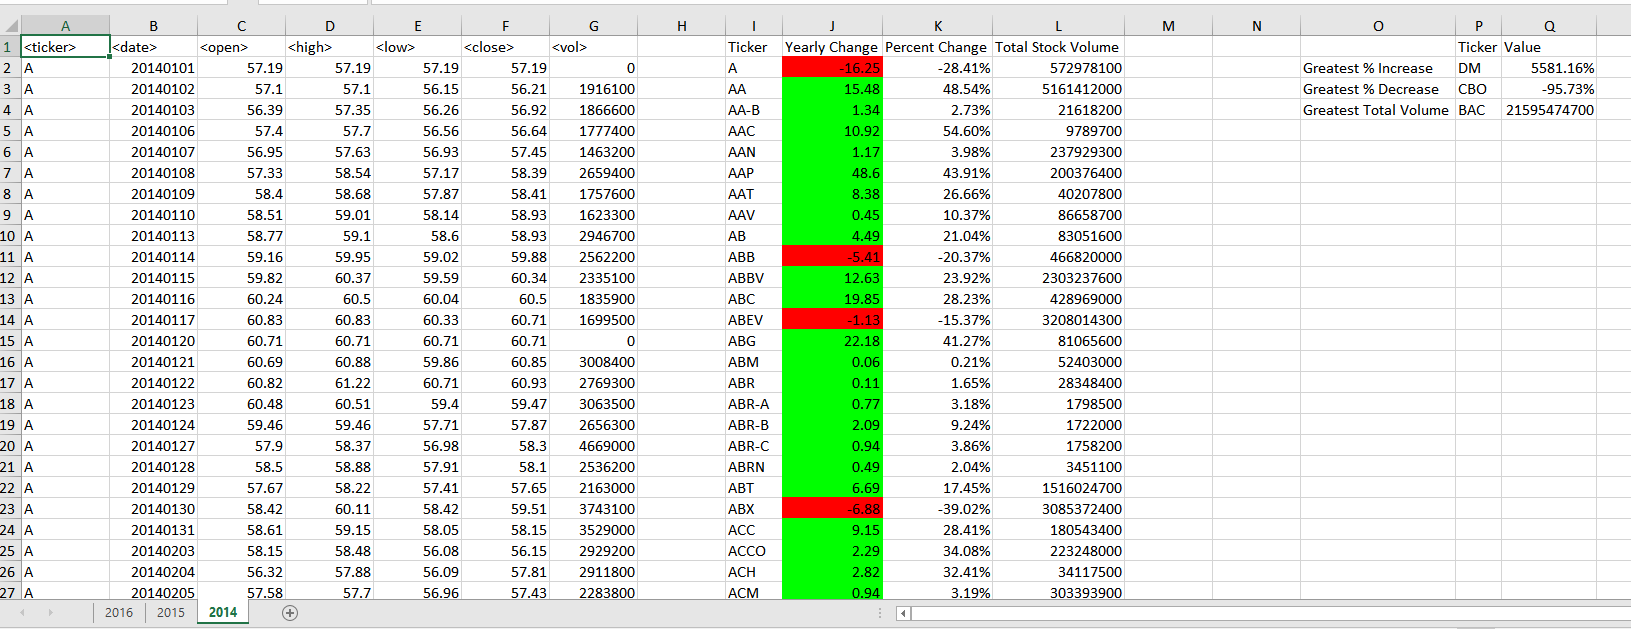 A B C D E F G H I J K L M N O P Q
1 <ticker> <date> <open> <high> <low> <close> <vol> Ticker Yearly Change Percent Change Total Stock Volume Ticker Value
2 A 20140101 57.19 57.19 57.19 57.19 0 A -16.25 -28.41% 572978100 Greatest % Increase DM 5581.16%
3 A 20140102 57.1 57.1 56.15 56.21 1916100 AA 15.48 48.54% 5161412000 Greatest % Decrease CBO -95.73%
4 A 20140103 56.39 57.35 56.26 56.92 1866600 AA-B 1.34 2.73% 21618200 Greatest Total Volume BAC 21595474700
5 A 20140106 57.4 57.7 56.56 56.64 1777400 AAC 10.92 54.60% 9789700
6 A 20140107 56.95 57.63 56.93 57.45 1463200 AAN 1.17 3.98% 237929300
7 A 20140108 57.33 58.54 57.17 58.39 2659400 AAP 48.6 43.91% 200376400
8 A 20140109 58.4 58.68 57.87 58.41 1757600 AAT 8.38 26.66% 40207800
9 A 20140110 58.51 59.01 58.14 58.93 1623300 AAV 0.45 10.37% 86658700
10 A 20140113 58.77 59.1 58.6 58.93 2946700 AB 4.49 21.04% 83051600
11 A 20140114 59.16 59.95 59.02 59.88 2562200 ABB -5.41 -20.37% 466820000
12 A 20140115 59.82 60.37 59.59 60.34 2335100 ABBV 12.63 23.92% 2303237600
13 A 20140116 60.24 60.5 60.04 60.5 1835900 ABC 19.85 28.23% 428969000
14 A 20140117 60.83 60.83 60.33 60.71 1699500 ABEV -1.13 -15.37% 3208014300
15 A 20140120 60.71 60.71 60.71 60.71 0 ABG 22.18 41.27% 81065600
16 A 20140121 60.69 60.88 59.86 60.85 3008400 ABM 0.06 0.21% 52403000
17 A 20140122 60.82 61.22 60.71 60.93 2769300 ABR 0.11 1.65% 28348400
18 A 20140123 60.48 60.51 59.4 59.47 3063500 ABR-A 0.77 3.18% 1798500
19 A 20140124 59.46 59.46 57.71 57.87 2656300 ABR-B 2.09 9.24% 1722000
20 A 20140127 57.9 58.37 56.98 58.3 4669000 ABR-C 0.94 3.86% 1758200
21 A 20140128 58.5 58.88 57.91 58.1 2536200 ABRN 0.49 2.04% 3451100
22 A 20140129 57.67 58.22 57.41 57.65 2163000 ABT 6.69 17.45% 1516024700
23 A 20140130 58.42 60.11 58.42 59.51 3743100 ABX -6.88 -39.02% 3085372400
24 A 20140131 58.61 59.15 58.05 58.15 3529000 ACC 9.15 28.41% 180543400
25 A 20140203 58.15 58.48 56.08 56.15 2929200 ACCO 2.29 34.08% 223248000
26 A 20140204 56.32 57.88 56.09 57.81 2911800 ACH 2.82 32.41% 34117500
27 A 20140205 57.58 57.7 56.96 57.43 2283800 ACM 0.94 3.19% 303393900
2016 2015 2014